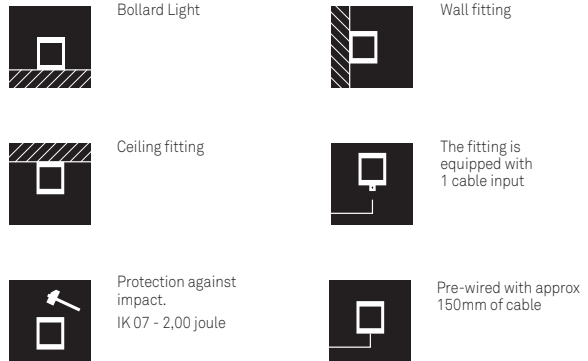 Bollard Light
Wall fitting
Ceiling fitting
The fitting is
equipped with
1 cable input
Protection against
impact.
IK 07 - 2,00 joule
Pre-wired with approx
150mm of cable